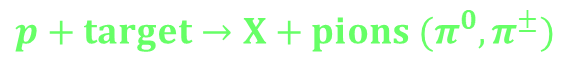 p + target → X + pions (π⁰, π±)